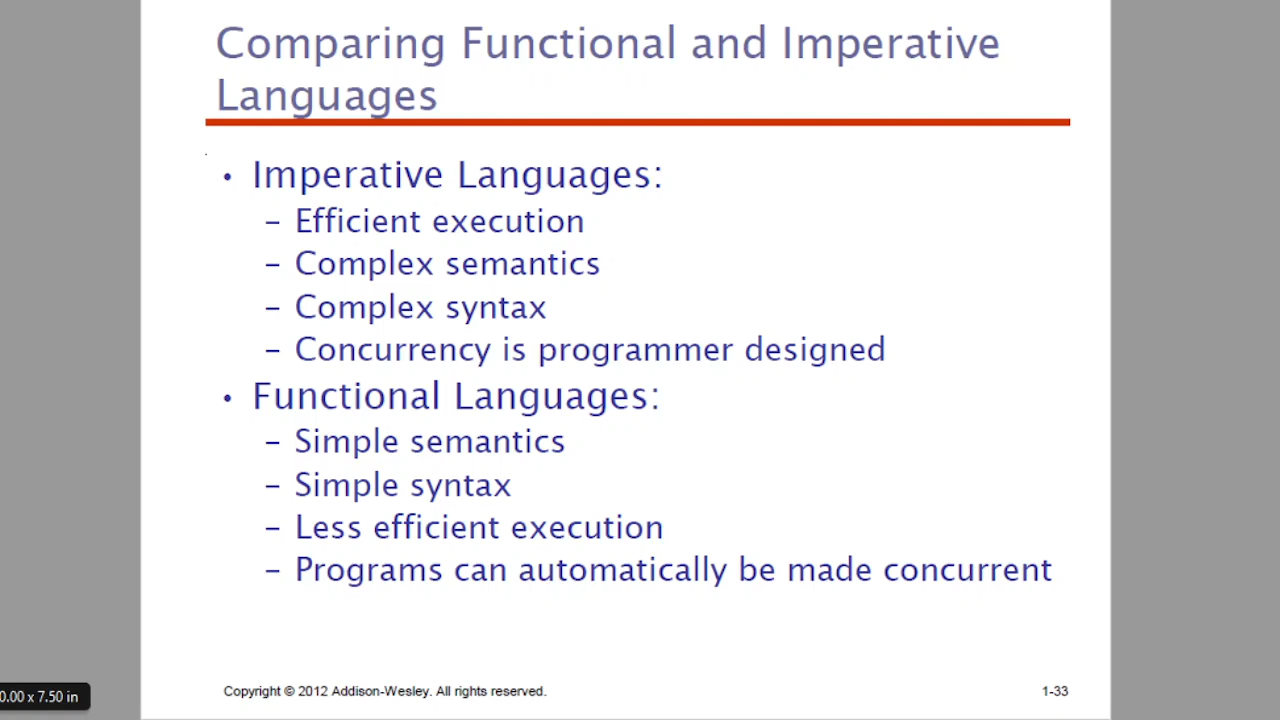 Comparing Functional and Imperative
Languages
• Imperative Languages:
– Efficient execution
– Complex semantics
– Complex syntax
– Concurrency is programmer designed
• Functional Languages:
– Simple semantics
– Simple syntax
– Less efficient execution
– Programs can automatically be made concurrent
Copyright © 2012 Addison-Wesley. All rights reserved.
1-33
0.00 x 7.50 in